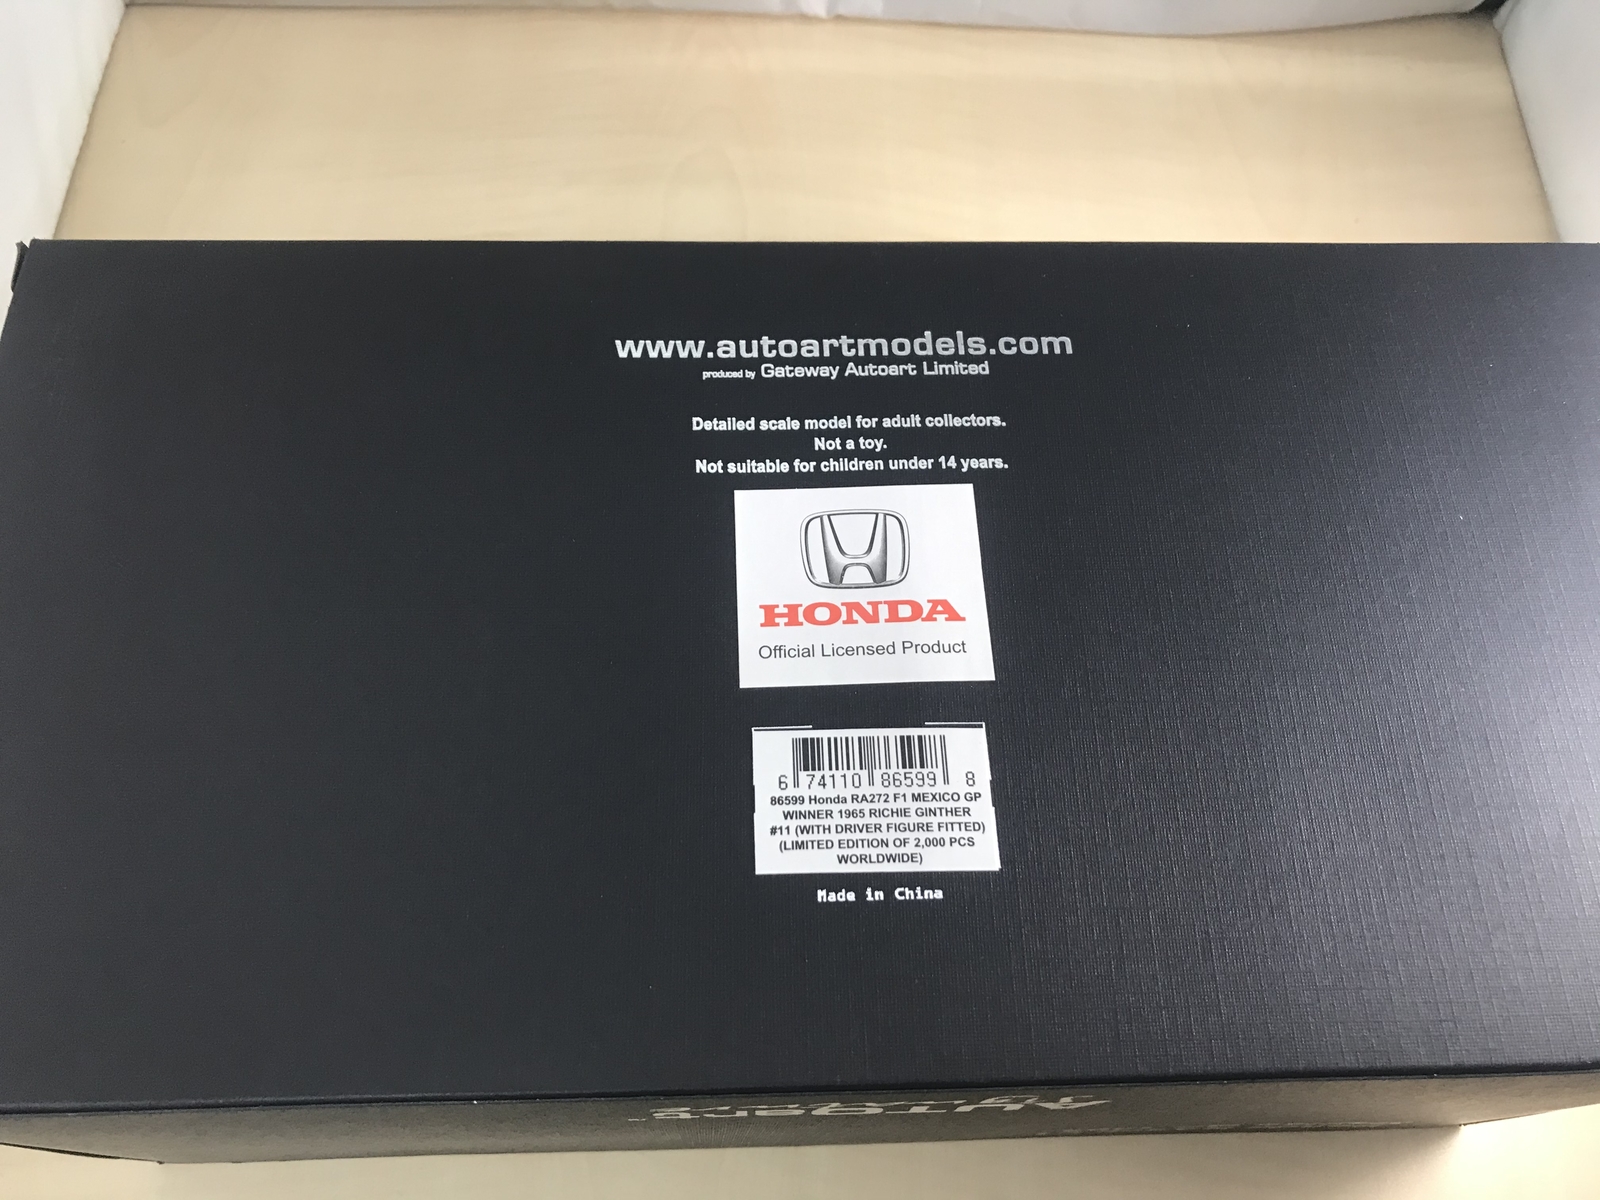 www.autoartmodels.com
produced by Gateway Autoart Limited
Detailed scale model for adult collectors.
Not a toy.
Not suitable for children under 14 years.
HONDA
Official Licensed Product
6 74110 86599 8
86599 Honda RA272 F1 MEXICO GP
WINNER 1965 RICHIE GINTHER
#11 (WITH DRIVER FIGURE FITTED)
(LIMITED EDITION OF 2,000 PCS
WORLDWIDE)
Made in China
AUTOart